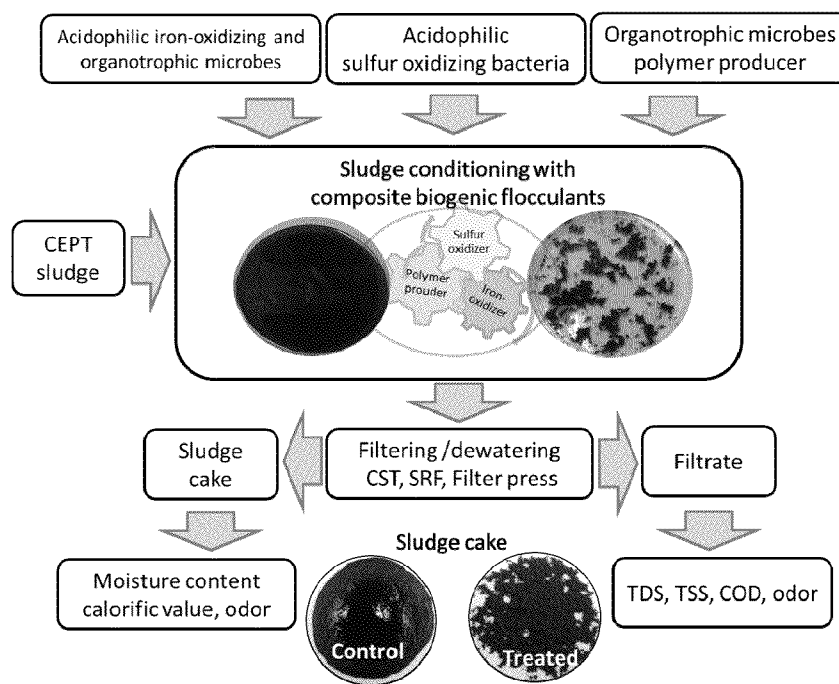 Acidophilic iron-oxidizing and
organotrophic microbes
Acidophilic
sulfur oxidizing bacteria
Organotrophic microbes
polymer producer
Sludge conditioning with
composite biogenic flocculants
CEPT
sludge
Sulfur
oxidizer
Polymer
prouder
Iron-
oxidizer
Sludge
cake
Filtering /dewatering
CST, SRF, Filter press
Filtrate
Moisture content
calorific value, odor
Sludge cake
Control
Treated
TDS, TSS, COD, odor